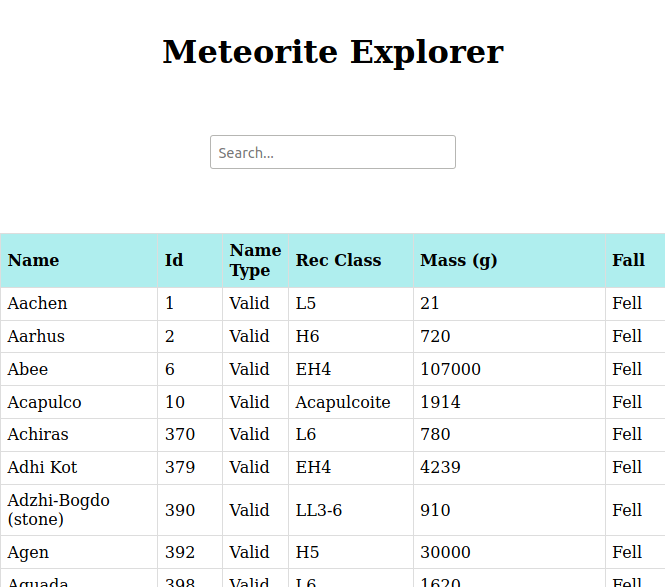 Meteorite Explorer
Search...
Name Id Name Type Rec Class Mass (g) Fall
Aachen 1 Valid L5 21 Fell
Aarhus 2 Valid H6 720 Fell
Abee 6 Valid EH4 107000 Fell
Acapulco 10 Valid Acapulcoite 1914 Fell
Achiras 370 Valid L6 780 Fell
Adhi Kot 379 Valid EH4 4239 Fell
Adzhi-Bogdo (stone) 390 Valid LL3-6 910 Fell
Agen 392 Valid H5 30000 Fell
Aguada 398 Valid L6 1620 Fell